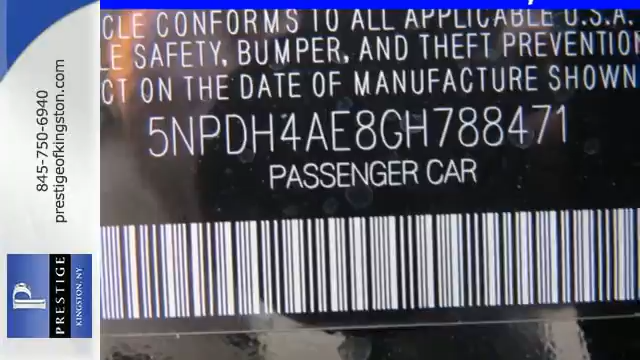 CLE CONFORMS TO ALL APPLICABLE U.S.A.
LE SAFETY, BUMPER, AND THEFT PREVENTION
CT ON THE DATE OF MANUFACTURE SHOWN
5NPDH4AE8GH788471
PASSENGER CAR
845-750-6940
prestigeofkingston.com
P
PRESTIGE
KINGSTON, NY